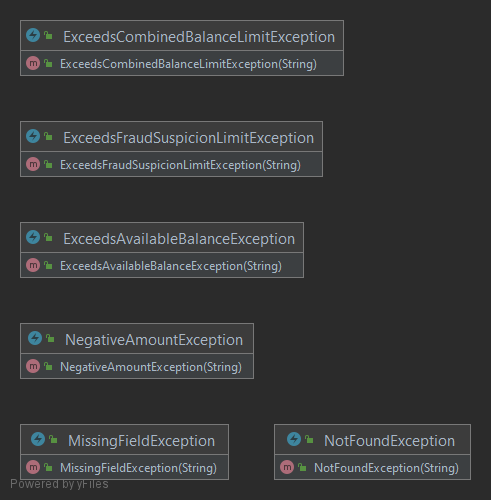 ExceedsCombinedBalanceLimitException
m ExceedsCombinedBalanceLimitException(String)
ExceedsFraudSuspicionLimitException
m ExceedsFraudSuspicionLimitException(String)
ExceedsAvailableBalanceException
m ExceedsAvailableBalanceException(String)
NegativeAmountException
m NegativeAmountException(String)
MissingFieldException
m MissingFieldException(String)
NotFoundException
m NotFoundException(String)
Powered by yFiles